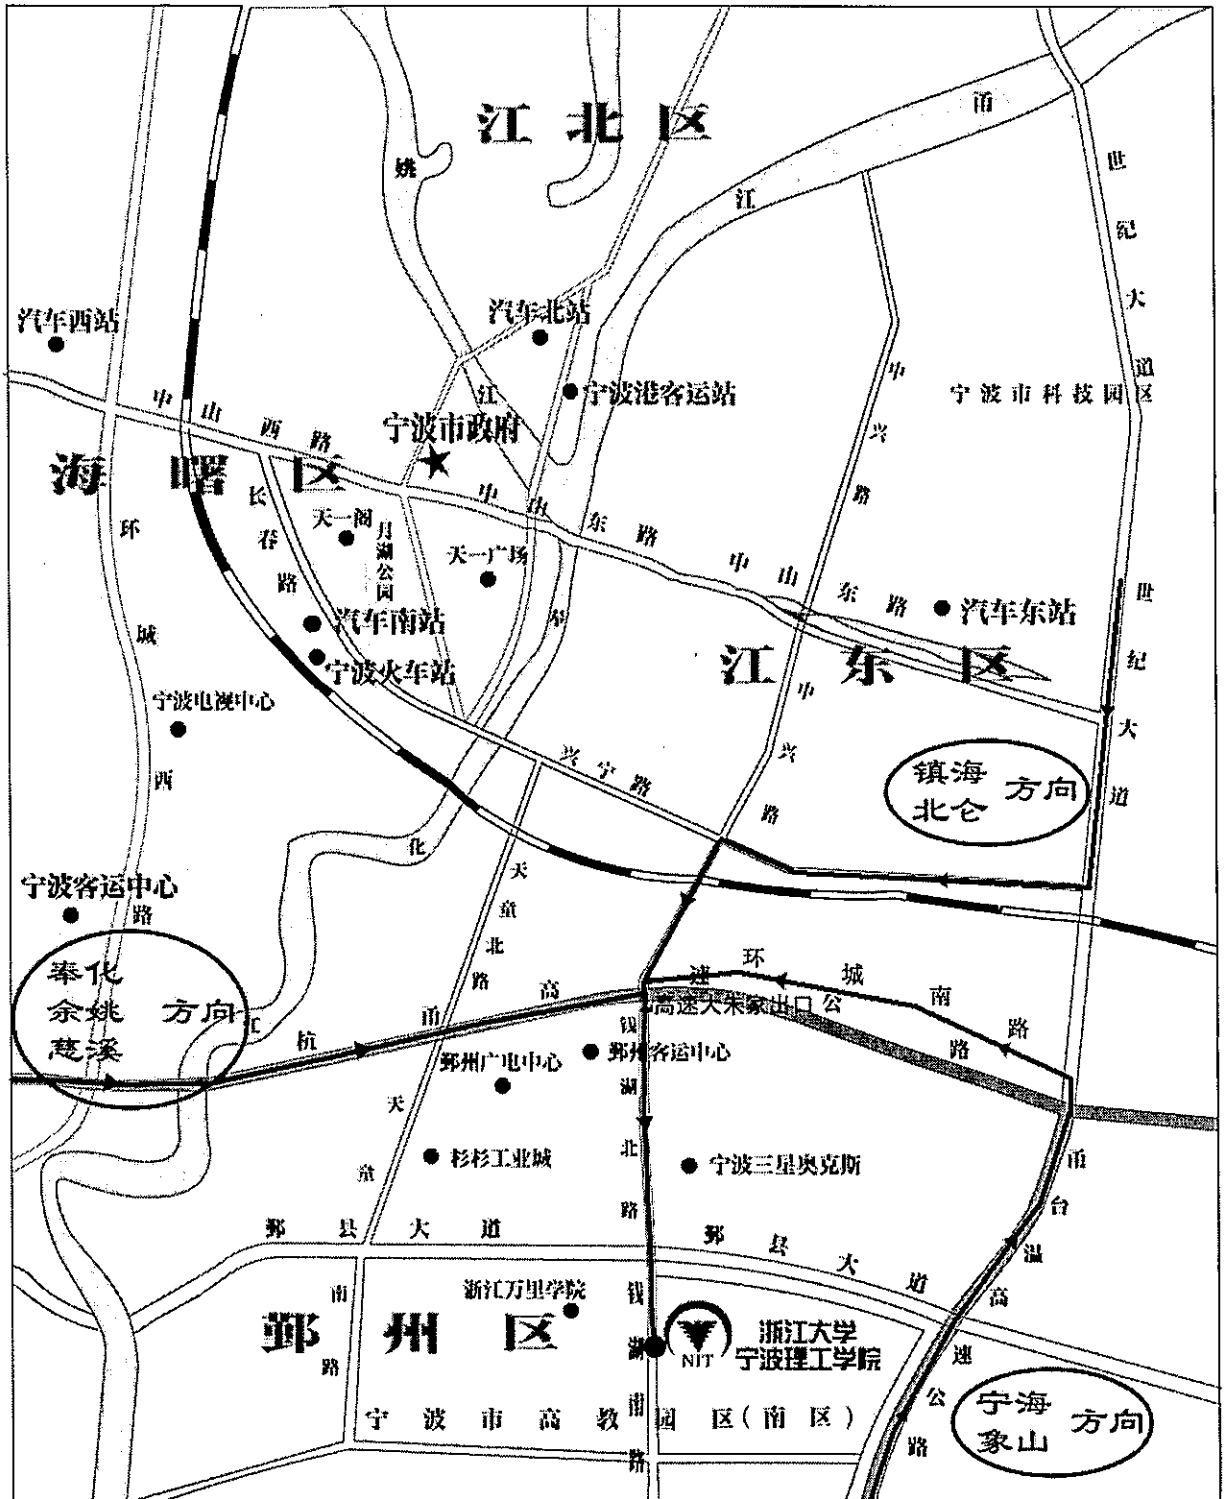 江北区
甬
江
姚
江
世纪大道
汽车西站
汽车北站
宁波港客运站
宁波市科技园区
中山西路
宁波市政府
中兴路
海曙区
长春路
天一阁
月湖公园
天一广场
中山东路
中山东路
环城西路
汽车南站
宁波火车站
汽车东站
世纪大道
江东区
宁波电视中心
奉
化
江
中兴路
兴宁路
镇海
北仑
方向
宁波客运中心
天童北路
奉化
余姚
慈溪
方向
杭甬高速公路
环城南路
高速大朱家出口
鄞州广电中心
鄞州客运中心
钱湖北路
天童南路
杉杉工业城
宁波三星奥克斯
甬台温高速公路
鄞县大道
鄞县大道
浙江万里学院
鄞州区
钱湖南路
NIT
浙江大学
宁波理工学院
宁波市高教园区(南区)
宁海
象山
方向